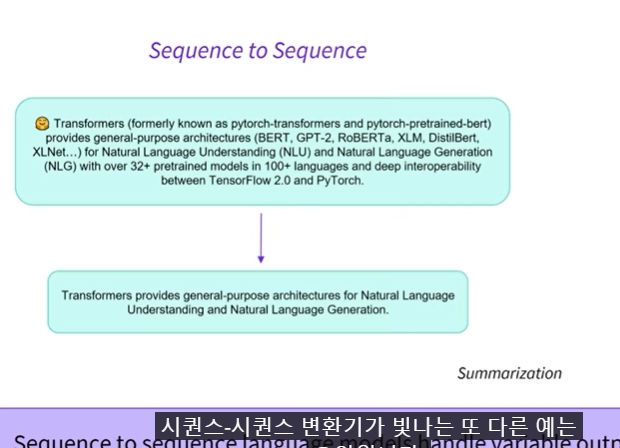 Sequence to Sequence
🤗 Transformers (formerly known as pytorch-transformers and pytorch-pretrained-bert)
provides general-purpose architectures (BERT, GPT-2, RoBERTa, XLM, DistilBert,
XLNet...) for Natural Language Understanding (NLU) and Natural Language Generation
(NLG) with over 32+ pretrained models in 100+ languages and deep interoperability
between TensorFlow 2.0 and PyTorch.
Transformers provides general-purpose architectures for Natural Language
Understanding and Natural Language Generation.
Summarization
시퀀스-시퀀스 변환기가 빛나는 또 다른 예는
Sequence to sequence language models handle variable